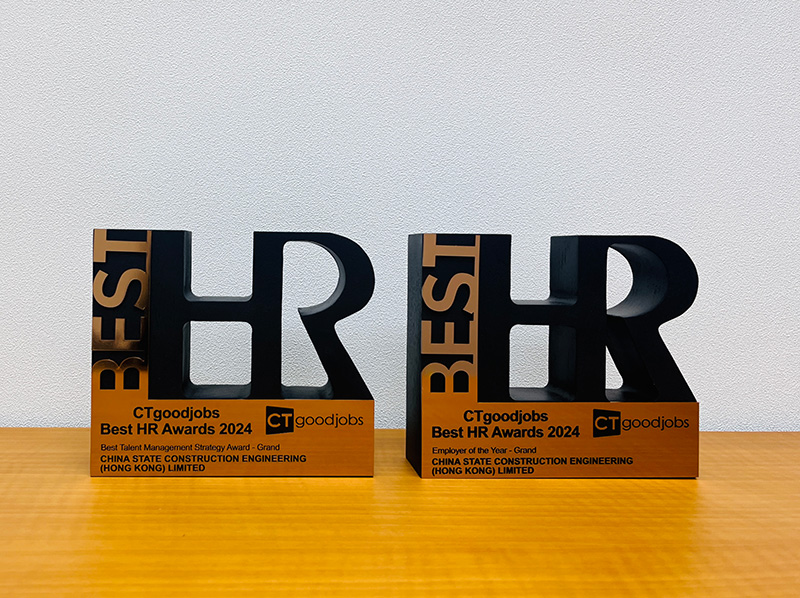 BEST
HR
CTgoodjobs
Best HR Awards 2024
CTgoodjobs
Best Talent Management Strategy Award - Grand
CHINA STATE CONSTRUCTION ENGINEERING
(HONG KONG) LIMITED
BEST
HR
CTgoodjobs
Best HR Awards 2024
CTgoodjobs
Employer of the Year - Grand
CHINA STATE CONSTRUCTION ENGINEERING
(HONG KONG) LIMITED